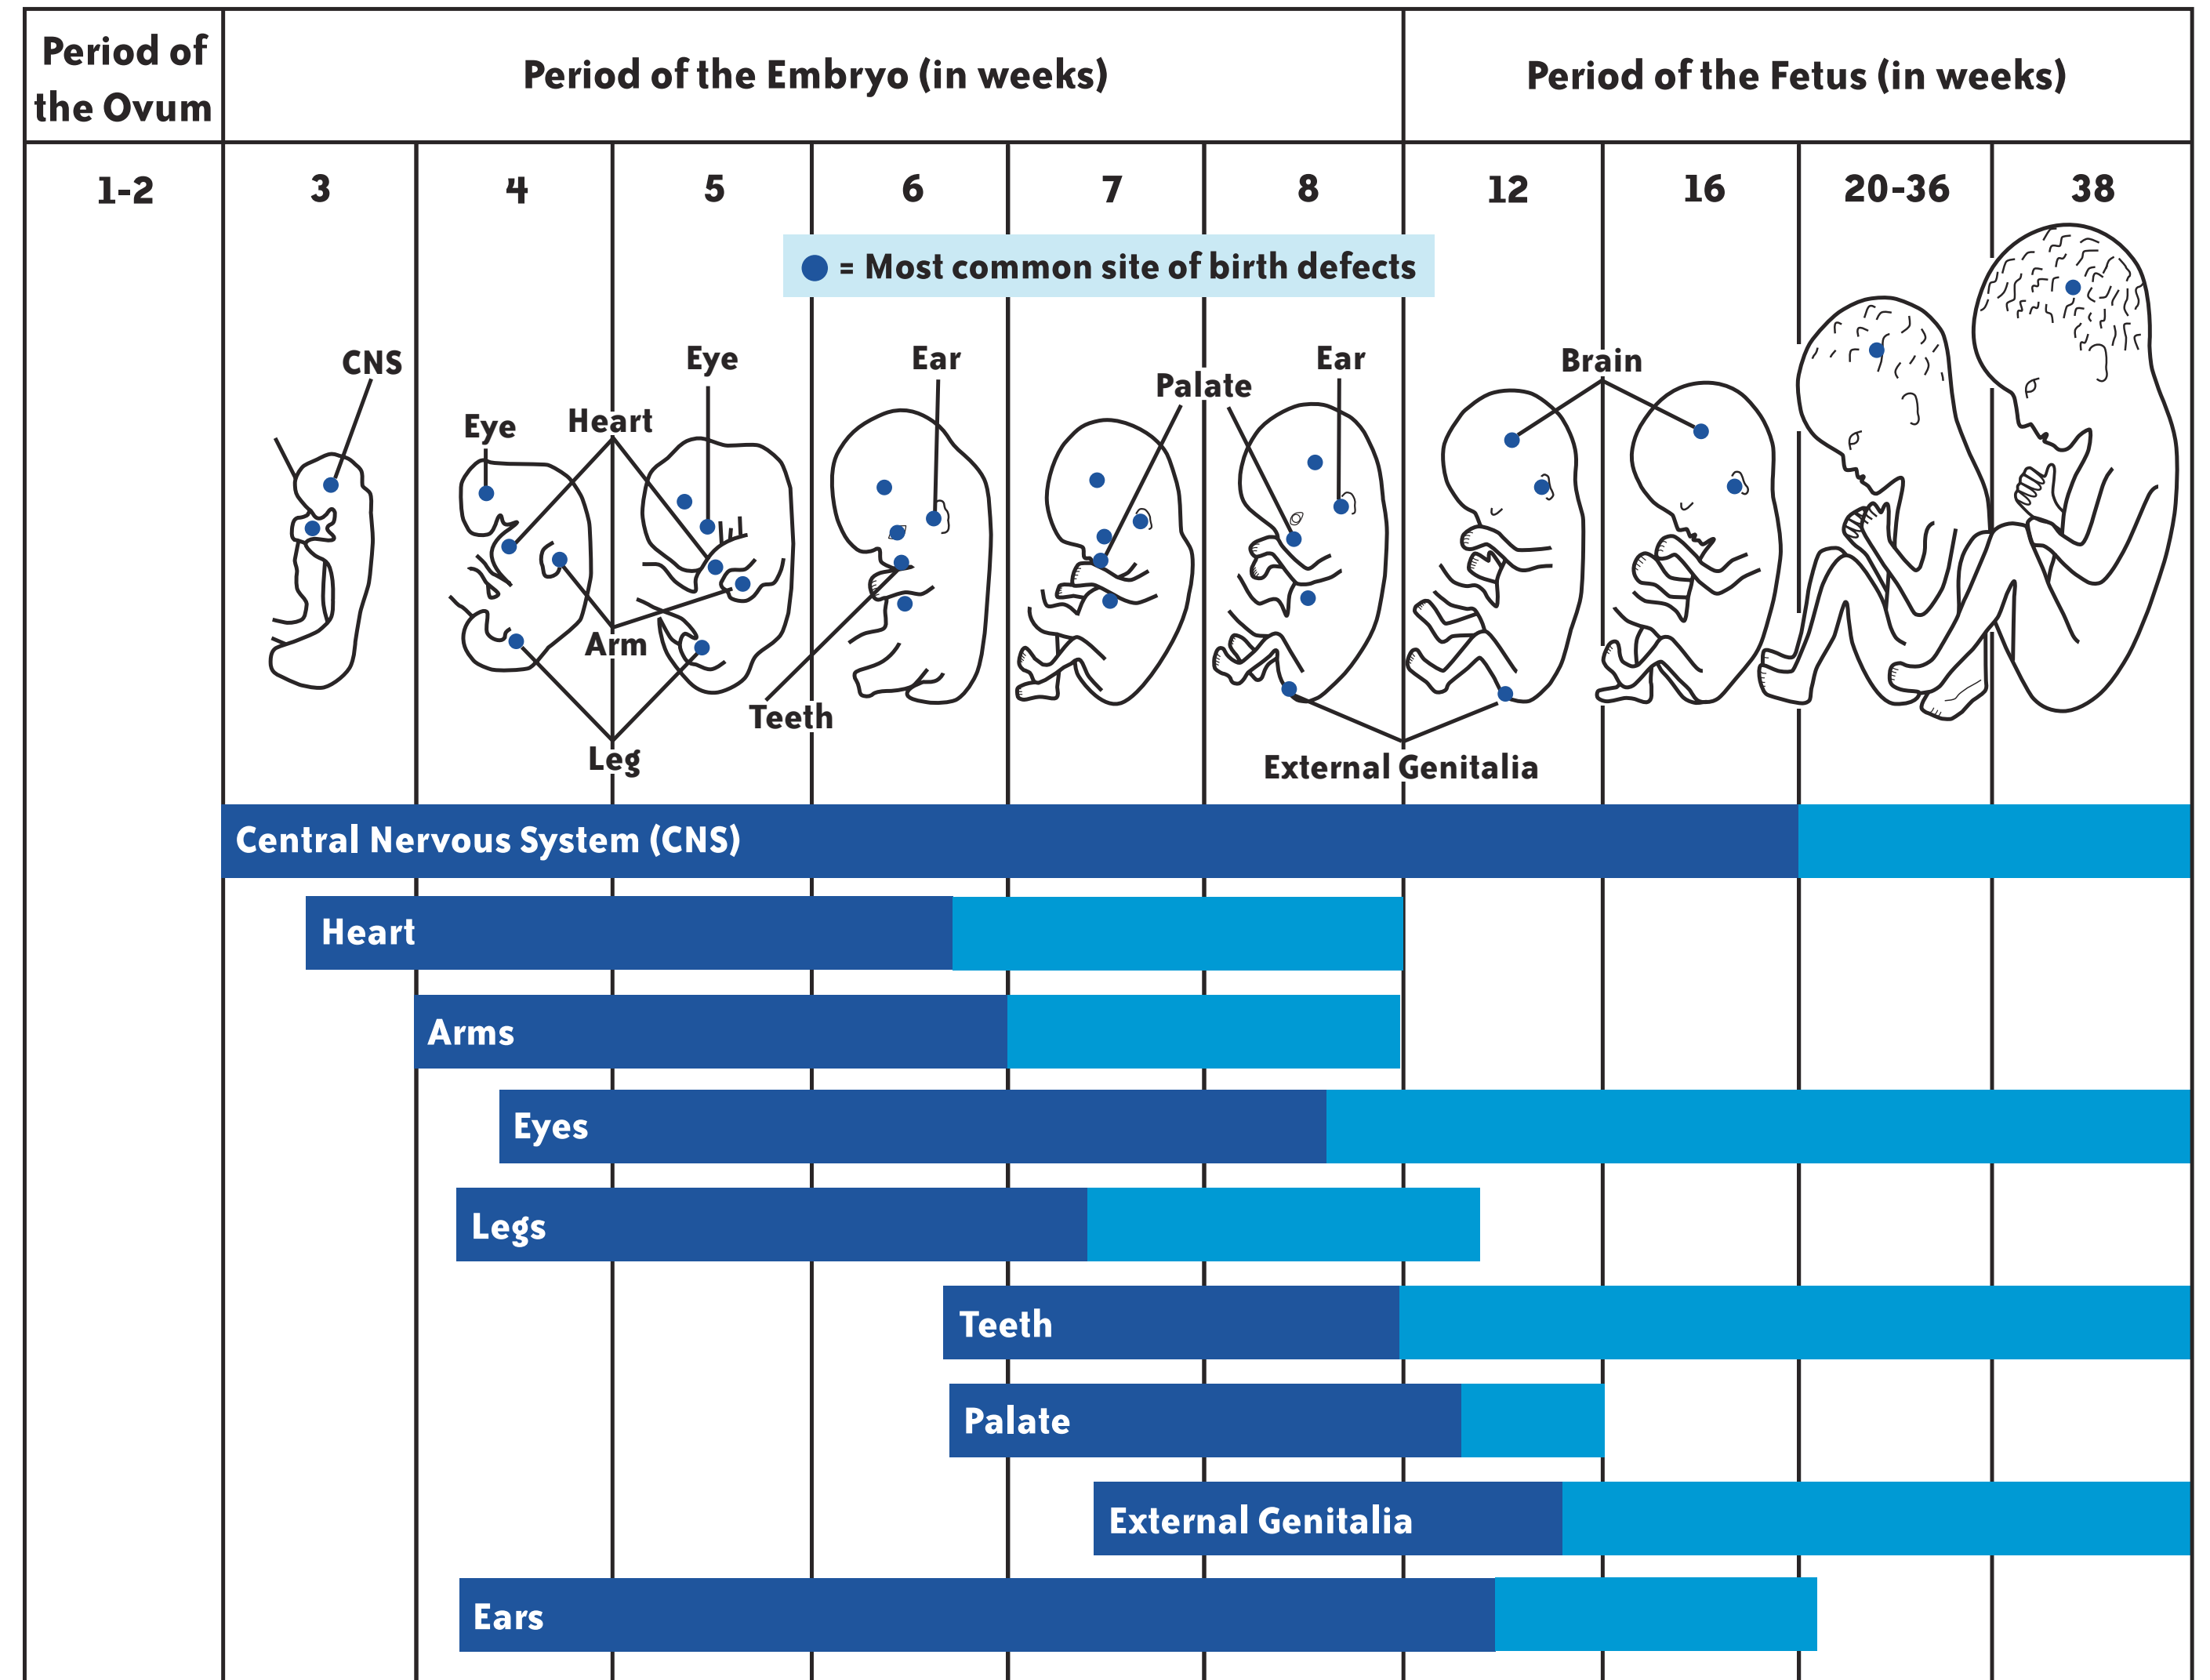 Period of
the Ovum
Period of the Embryo (in weeks)
Period of the Fetus (in weeks)
1-2
3
4
5
6
7
8
12
16
20-36
38
= Most common site of birth defects
CNS
Eye
Heart
Eye
Ear
Palate
Ear
Brain
Arm
Teeth
Leg
External Genitalia
Central Nervous System (CNS)
Heart
Arms
Eyes
Legs
Teeth
Palate
External Genitalia
Ears